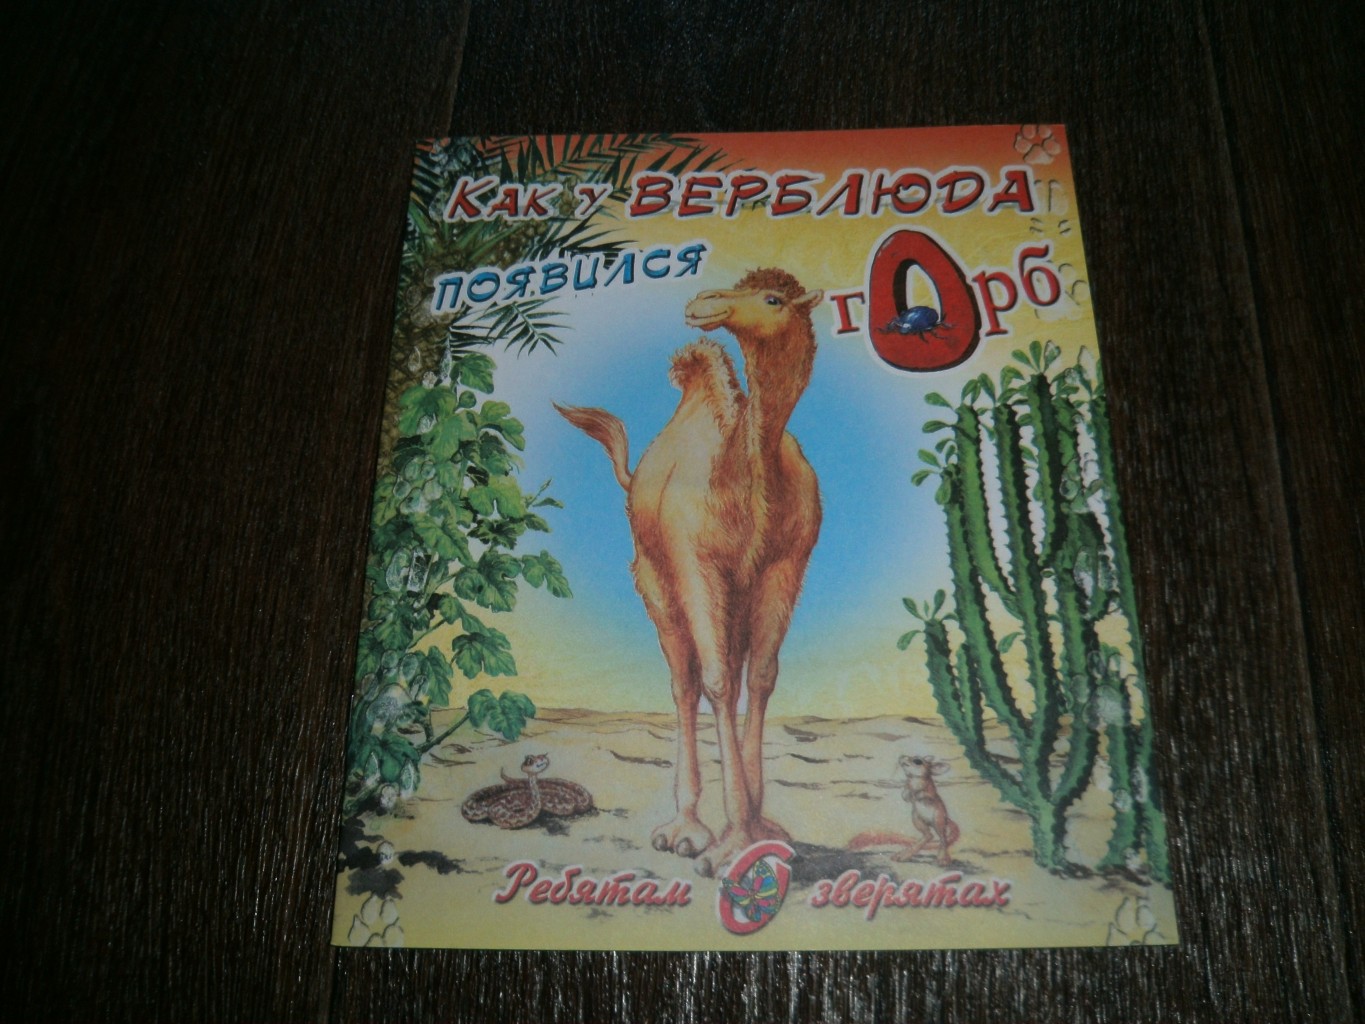 Как у ВЕРБЛЮДА
появился
гОрб
Ребятам О зверятах